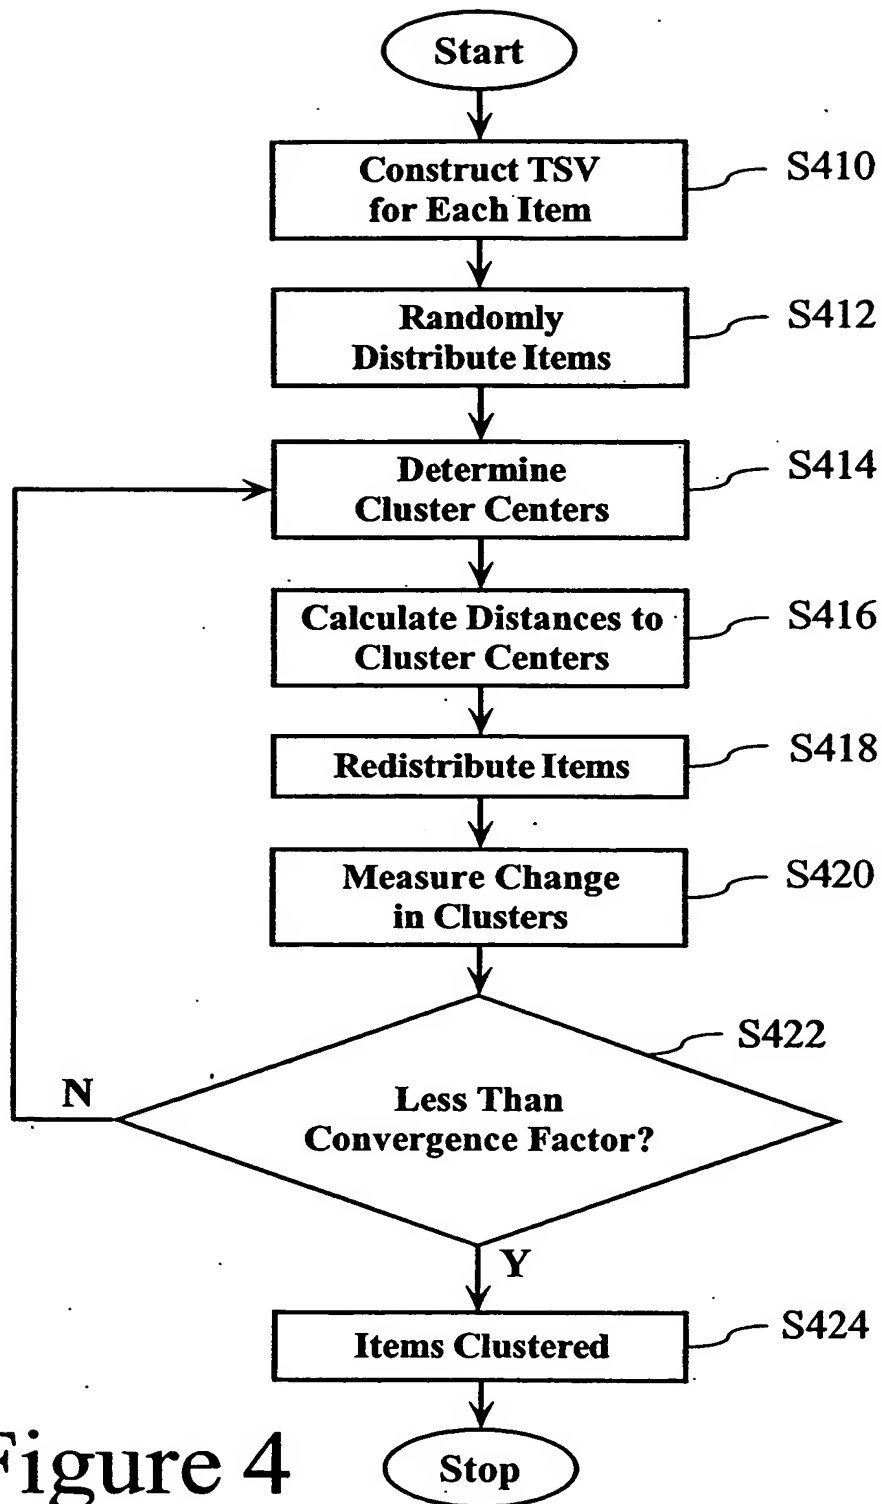 Start
Construct TSV
for Each Item
S410
Randomly
Distribute Items
S412
Determine
Cluster Centers
S414
Calculate Distances to
Cluster Centers
S416
Redistribute Items
S418
Measure Change
in Clusters
S420
S422
N
Less Than
Convergence Factor?
Y
Items Clustered
S424
Stop
Figure 4